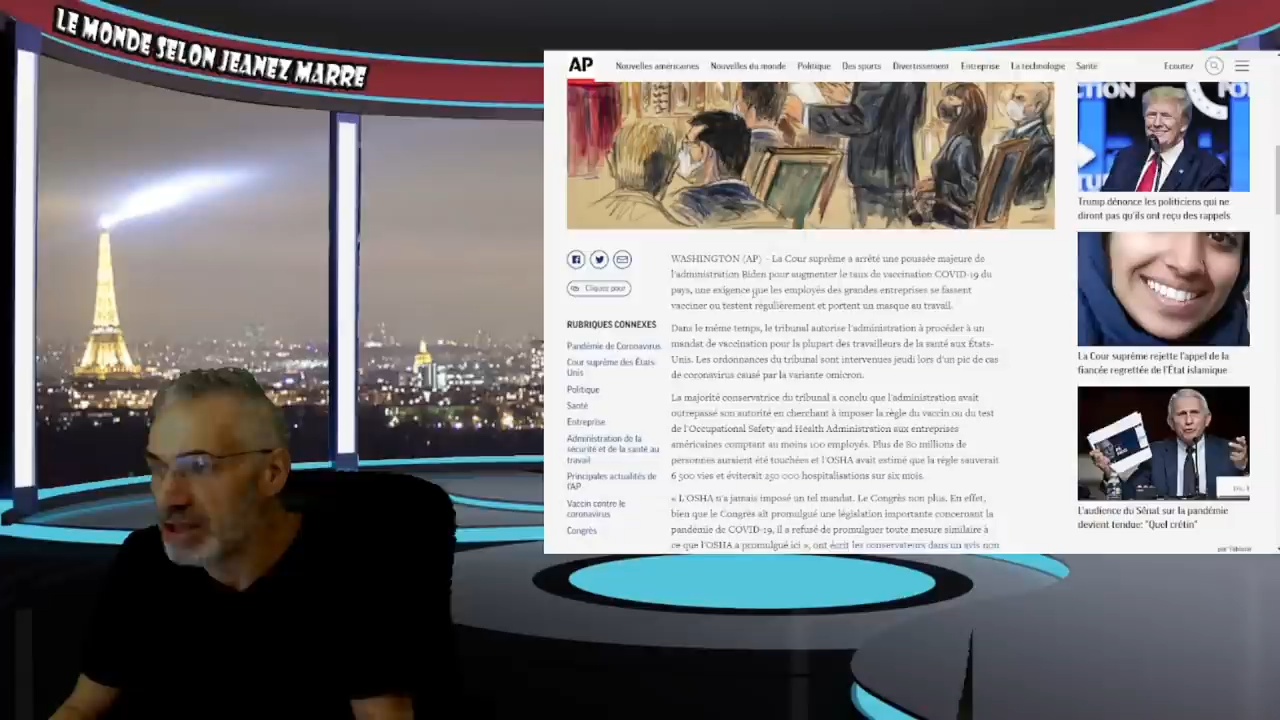 LE MONDE SELON JEANEZ MARRE
AP Nouvelles américaines Nouvelles du monde Politique Des sports Divertissement Entreprise La technologie Santé Ecoutez
WASHINGTON (AP) - La Cour suprême a arrêté une poussée majeure de
l'administration Biden pour augmenter le taux de vaccination COVID-19 du
pays, une exigence que les employés des grandes entreprises se fassent
vacciner ou testent régulièrement et portent un masque au travail.
Dans le même temps, le tribunal autorise l'administration à procéder à un
mandat de vaccination pour la plupart des travailleurs de la santé aux États-
Unis. Les ordonnances du tribunal sont intervenues jeudi lors d'un pic de cas
de coronavirus causé par la variante omicron.
La majorité conservatrice du tribunal a conclu que l'administration avait
outrepassé son autorité en cherchant à imposer la règle du vaccin ou du test
de l'Occupational Safety and Health Administration aux entreprises
américaines comptant au moins 100 employés. Plus de 80 millions de
personnes auraient été touchées et l'OSHA avait estimé que la règle sauverait
6 500 vies et éviterait 250 000 hospitalisations sur six mois.
« L'OSHA n'a jamais imposé un tel mandat. Le Congrès non plus. En effet,
bien que le Congrès ait promulgué une législation importante concernant la
pandémie de COVID-19, il a refusé de promulguer toute mesure similaire à
ce que l'OSHA a promulgué ici », ont écrit les conservateurs dans un avis non
Cliquez pour
RUBRIQUES CONNEXES
Pandémie de Coronavirus
Cour suprême des États-
Unis
Politique
Santé
Entreprise
Administration de la
sécurité et de la santé au
travail
Principales actualités de
l'AP
Vaccin contre le
coronavirus
Congrès
Trump dénonce les politiciens qui ne
diront pas qu'ils ont reçu des rappels
La Cour suprême rejette l'appel de la
fiancée regrettée de l'État islamique
L'audience du Sénat sur la pandémie
devient tendue: "Quel crétin"